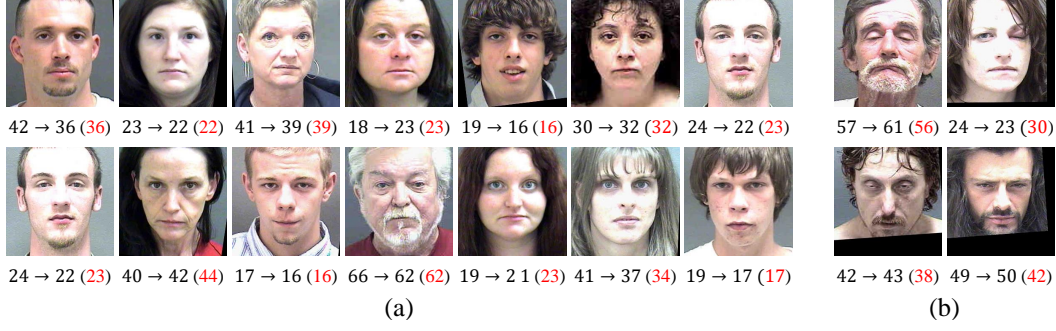 42 → 36 (36) 23 → 22 (22) 41 → 39 (39) 18 → 23 (23) 19 → 16 (16) 30 → 32 (32) 24 → 22 (23) 57 → 61 (56) 24 → 23 (30)
24 → 22 (23) 40 → 42 (44) 17 → 16 (16) 66 → 62 (62) 19 → 2 1 (23) 41 → 37 (34) 19 → 17 (17) 42 → 43 (38) 49 → 50 (42)
(a) (b)